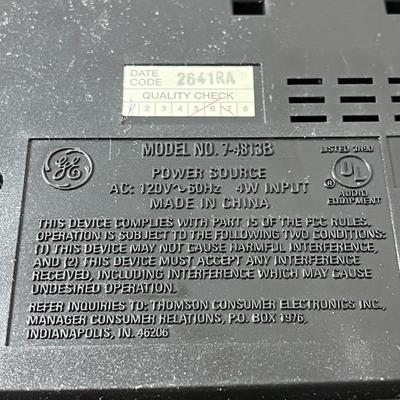 DATE CODE 2641RA
QUALITY CHECK
1 2 3 4 5 6 7 8
GE
MODEL NO. 7-4813B
POWER SOURCE
AC: 120V~60Hz 4W INPUT
MADE IN CHINA
LISTED 3H90
UL
®
AUDIO
EQUIPMENT
THIS DEVICE COMPLIES WITH PART 15 OF THE FCC RULES.
OPERATION IS SUBJECT TO THE FOLLOWING TWO CONDITIONS:
(1) THIS DEVICE MAY NOT CAUSE HARMFUL INTERFERENCE,
AND (2) THIS DEVICE MUST ACCEPT ANY INTERFERENCE
RECEIVED, INCLUDING INTERFERENCE WHICH MAY CAUSE
UNDESIRED OPERATION.
REFER INQUIRIES TO: THOMSON CONSUMER ELECTRONICS INC.,
MANAGER CONSUMER RELATIONS, P.O. BOX 1976,
INDIANAPOLIS, IN. 46206